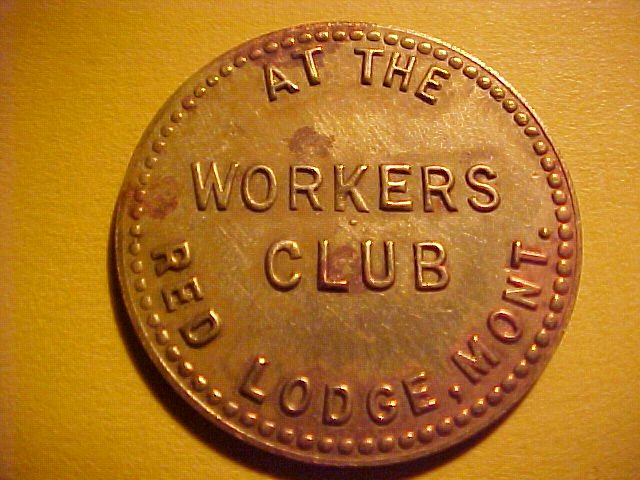 AT THE
WORKERS
CLUB
RED LODGE, MONT.